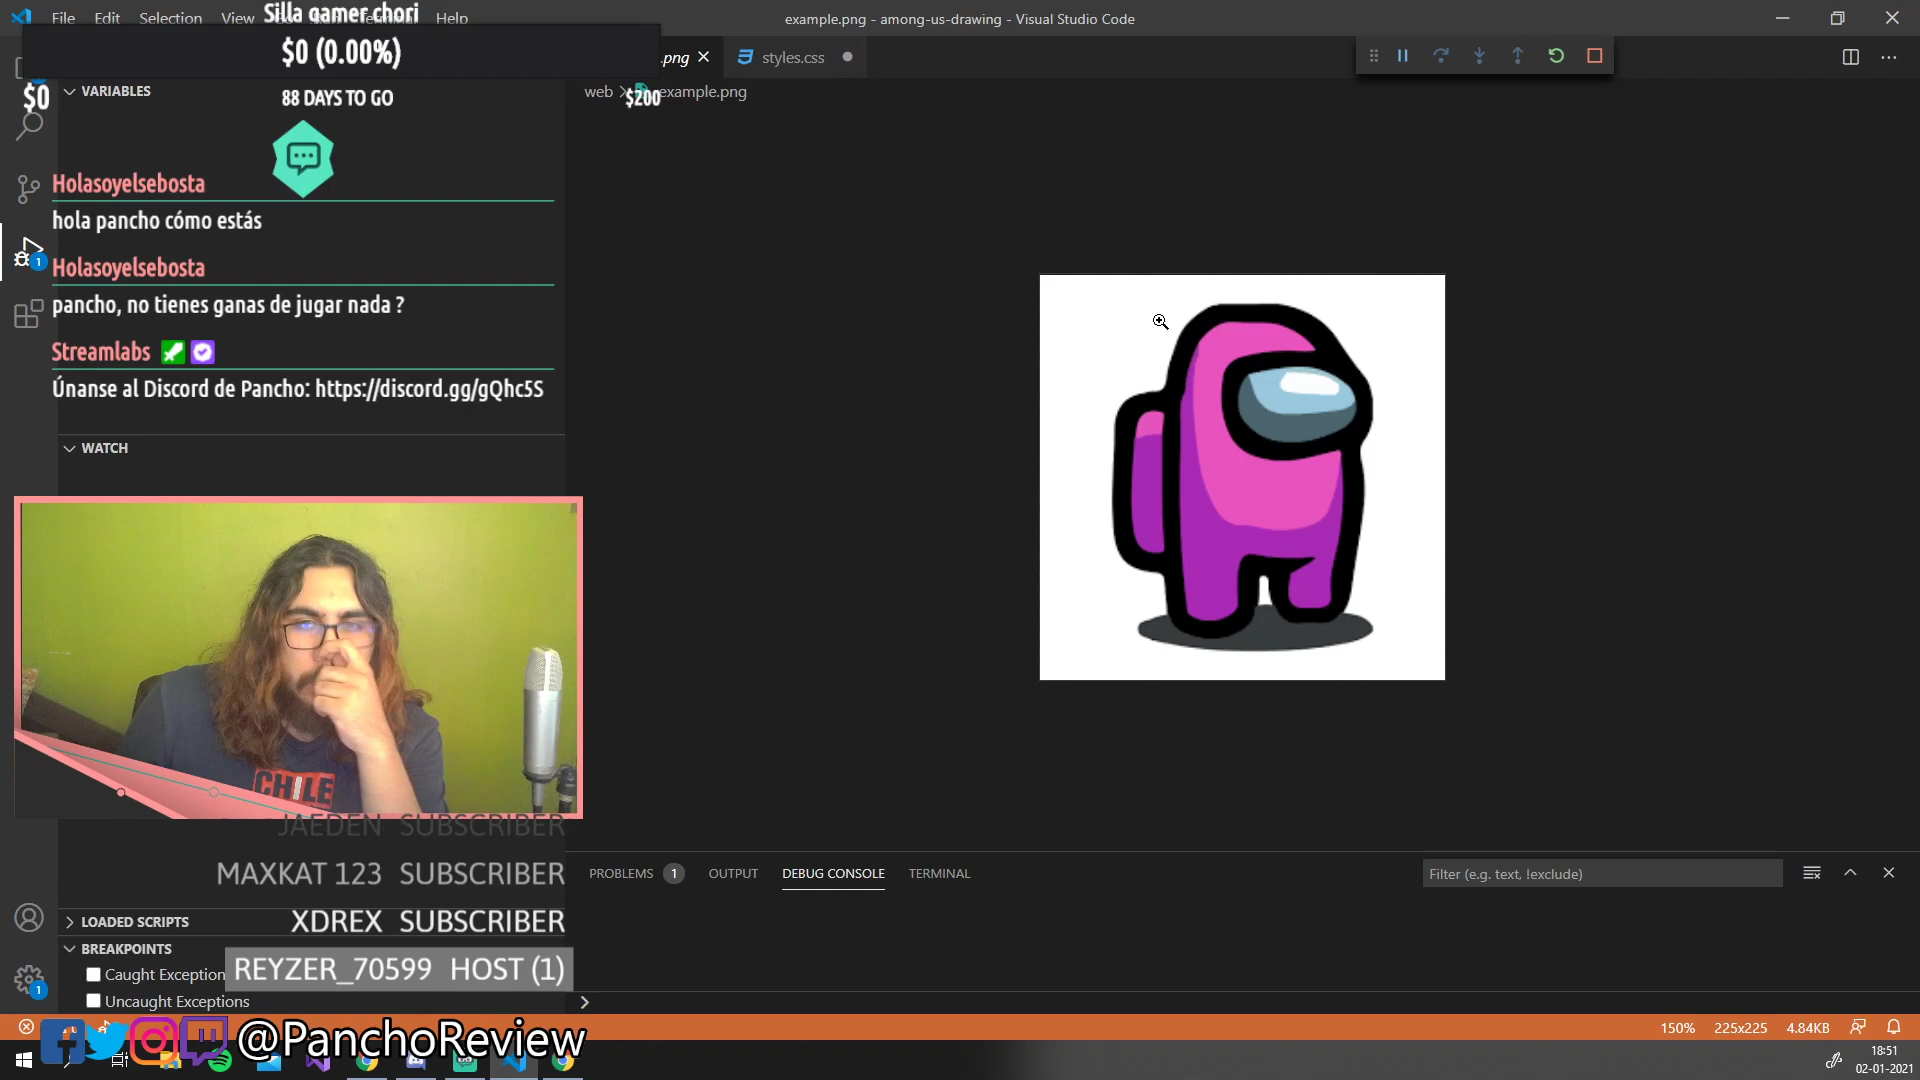 File Edit Selection View Help
example.png - among-us-drawing - Visual Studio Code
Silla gamer chori
$0 (0.00%)
.png
styles.css
VARIABLES
88 DAYS TO GO
$0
$200
web
example.png
Holasoyelsebosta
hola pancho cómo estás
Holasoyelsebosta
pancho, no tienes ganas de jugar nada ?
Streamlabs
Únanse al Discord de Pancho: https://discord.gg/gQhc5S
1
WATCH
CHILE
JAEDEN SUBSCRIBER
MAXKAT 123 SUBSCRIBER
XDREX SUBSCRIBER
REYZER_70599 HOST (1)
PROBLEMS 1 OUTPUT DEBUG CONSOLE TERMINAL
Filter (e.g. text, !exclude)
LOADED SCRIPTS
BREAKPOINTS
Caught Exception
Uncaught Exceptions
1
@PanchoReview
150% 225x225 4.84KB
18:51
02-01-2021